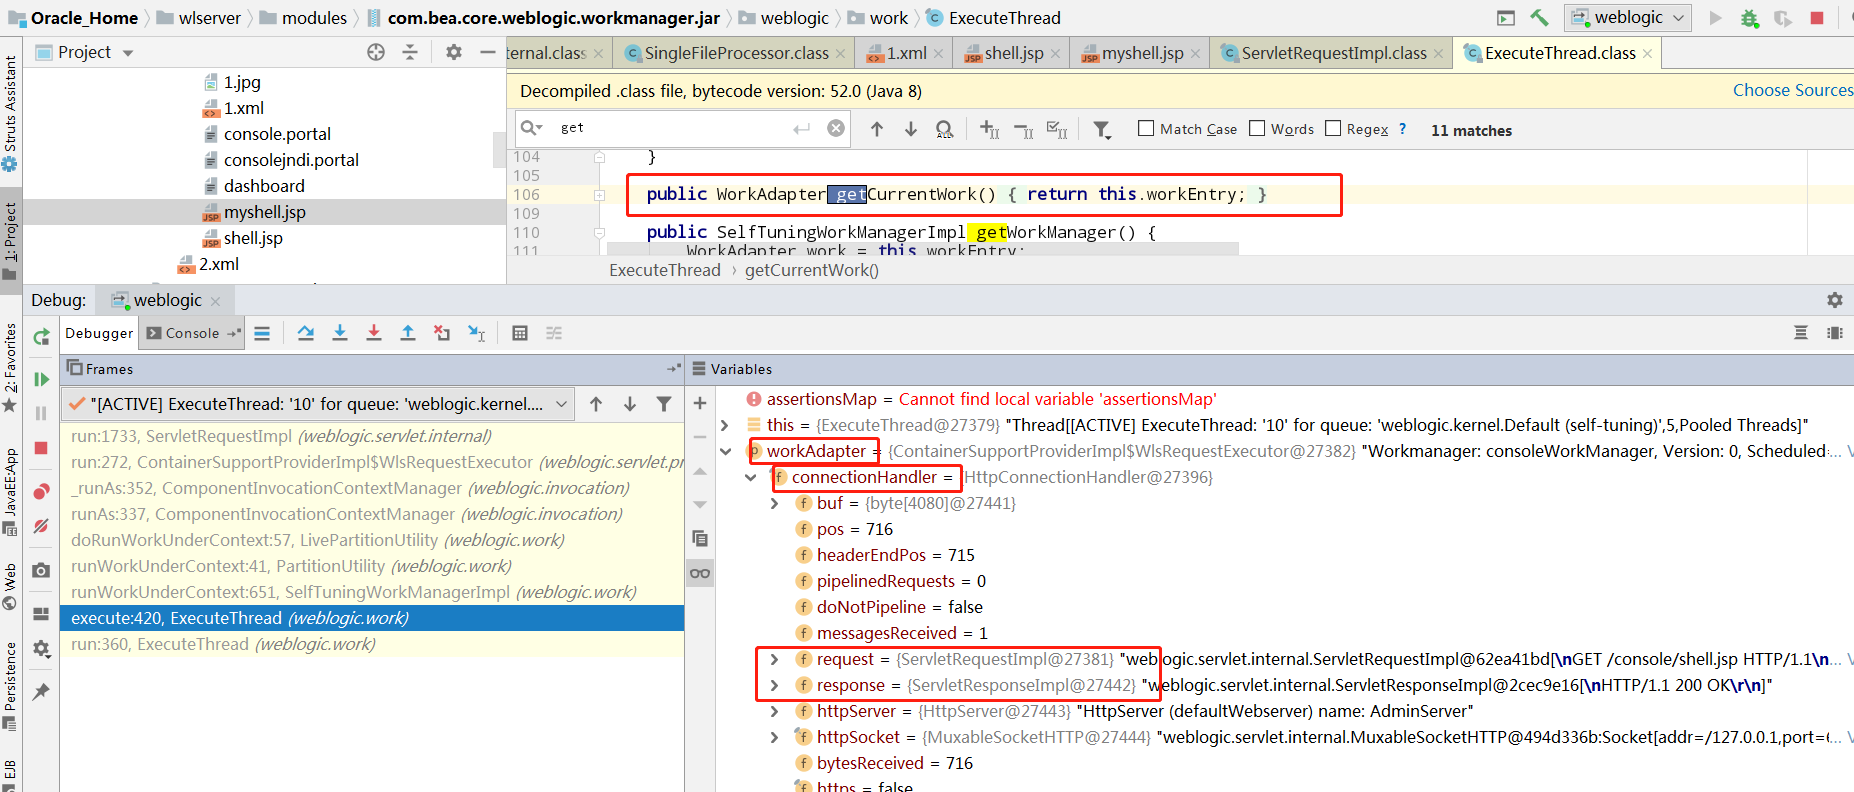 Oracle_Home wlserver modules com.bea.core.weblogic.workmanager.jar weblogic work ExecuteThread weblogic
Project
ternal.class SingleFileProcessor.class 1.xml shell.jsp myshell.jsp ServletRequestImpl.class ExecuteThread.class
Struts Assistant
1: Project
2: Favorites
JavaEE:App
Web
Persistence
EJB
1.jpg
1.xml
console.portal
consolejndi.portal
dashboard
myshell.jsp
shell.jsp
2.xml
Decompiled .class file, bytecode version: 52.0 (Java 8) Choose Sources
get Match Case Words Regex ? 11 matches
104 }
105
106 public WorkAdapter getCurrentWork() { return this.workEntry; }
109
110 public SelfTuningWorkManagerImpl getWorkManager() {
111 WorkAdapter work = this.workEntry;
ExecuteThread › getCurrentWork()
Debug: weblogic
Debugger Console
Frames
"[ACTIVE] ExecuteThread: '10' for queue: 'weblogic.kernel....
run:1733, ServletRequestImpl (weblogic.servlet.internal)
run:272, ContainerSupportProviderImpl$WlsRequestExecutor (weblogic.servlet.pr
_runAs:352, ComponentInvocationContextManager (weblogic.invocation)
runAs:337, ComponentInvocationContextManager (weblogic.invocation)
doRunWorkUnderContext:57, LivePartitionUtility (weblogic.work)
runWorkUnderContext:41, PartitionUtility (weblogic.work)
runWorkUnderContext:651, SelfTuningWorkManagerImpl (weblogic.work)
execute:420, ExecuteThread (weblogic.work)
run:360, ExecuteThread (weblogic.work)
Variables
assertionsMap = Cannot find local variable 'assertionsMap'
this = {ExecuteThread@27379} "Thread[[ACTIVE] ExecuteThread: '10' for queue: 'weblogic.kernel.Default (self-tuning)',5,Pooled Threads]"
workAdapter = {ContainerSupportProviderImpl$WlsRequestExecutor@27382} "Workmanager: consoleWorkManager, Version: 0, Scheduled-...
connectionHandler = {HttpConnectionHandler@27396}
buf = {byte[4080]@27441}
pos = 716
headerEndPos = 715
pipelinedRequests = 0
doNotPipeline = false
messagesReceived = 1
request = {ServletRequestImpl@27381} "weblogic.servlet.internal.ServletRequestImpl@62ea41bd[\nGET /console/shell.jsp HTTP/1.1\n...
response = {ServletResponseImpl@27442} "weblogic.servlet.internal.ServletResponseImpl@2cec9e16[\nHTTP/1.1 200 OK\r\n]"
httpServer = {HttpServer@27443} "HttpServer (defaultWebserver) name: AdminServer"
httpSocket = {MuxableSocketHTTP@27444} "weblogic.servlet.internal.MuxableSocketHTTP@494d336b:Socket[addr=/127.0.0.1,port=6...
bytesReceived = 716
https = false